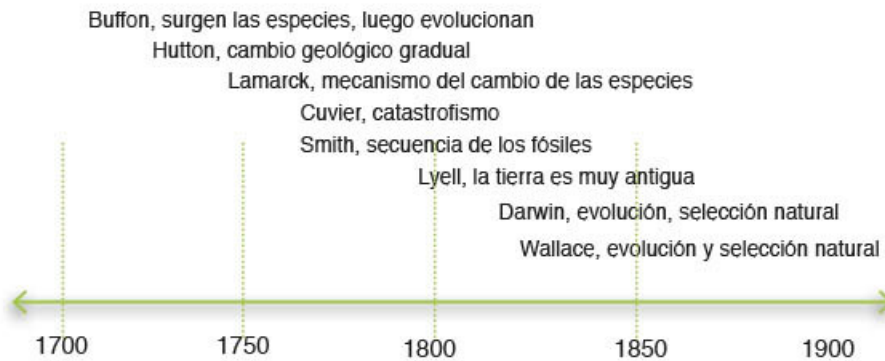 Buffon, surgen las especies, luego evolucionan
Hutton, cambio geológico gradual
Lamarck, mecanismo del cambio de las especies
Cuvier, catastrofismo
Smith, secuencia de los fósiles
Lyell, la tierra es muy antigua
Darwin, evolución, selección natural
Wallace, evolución y selección natural
1700 1750 1800 1850 1900